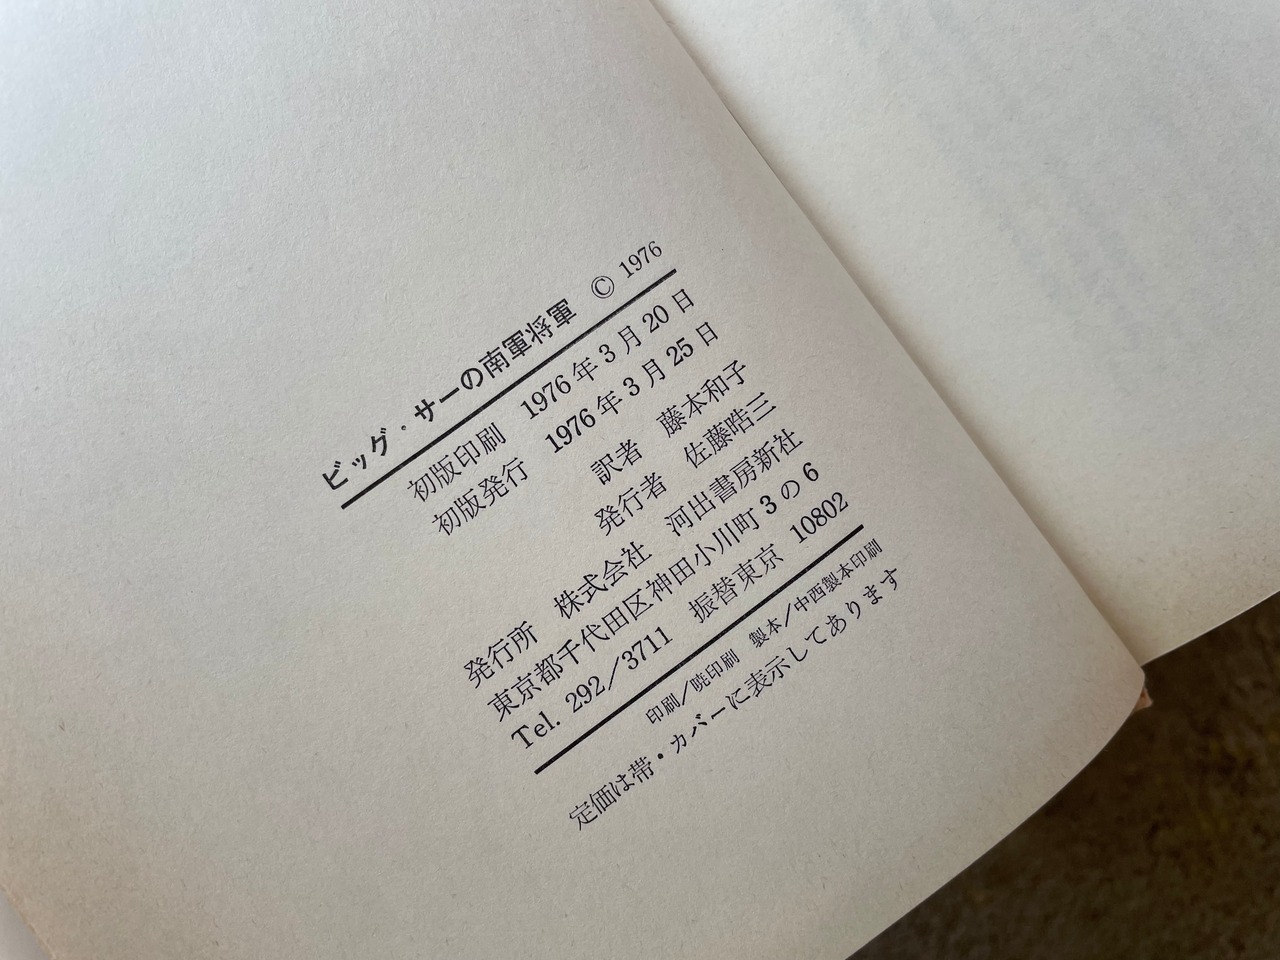 ビッグ・サーの南軍将軍 © 1976
初版印刷 1976年3月20日
初版発行 1976年3月25日
訳者 藤本和子
発行者 佐藤晧三
発行所 株式会社 河出書房新社
東京都千代田区神田小川町3の6
Tel. 292/3711 振替東京 10802
印刷/暁印刷 製本/中西製本印刷
定価は帯・カバーに表示してあります